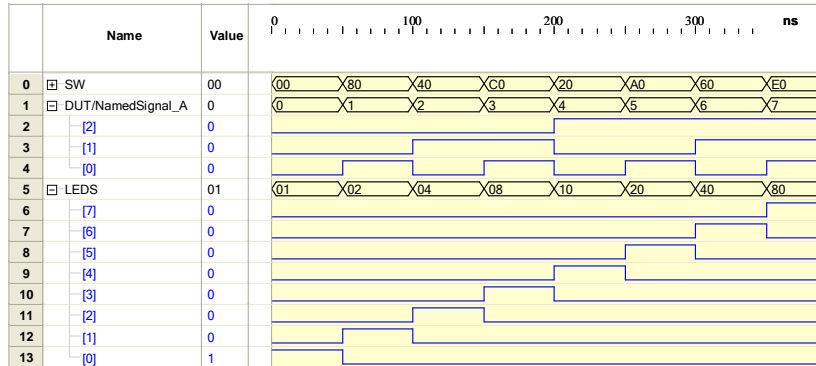 Name Value 0 100 200 300 ns
0 SW 00 00 80 40 C0 20 A0 60 E0
1 DUT/NamedSignal_A 0 0 1 2 3 4 5 6 7
2 [2] 0
3 [1] 0
4 [0] 0
5 LEDS 01 01 02 04 08 10 20 40 80
6 [7] 0
7 [6] 0
8 [5] 0
9 [4] 0
10 [3] 0
11 [2] 0
12 [1] 0
13 [0] 1